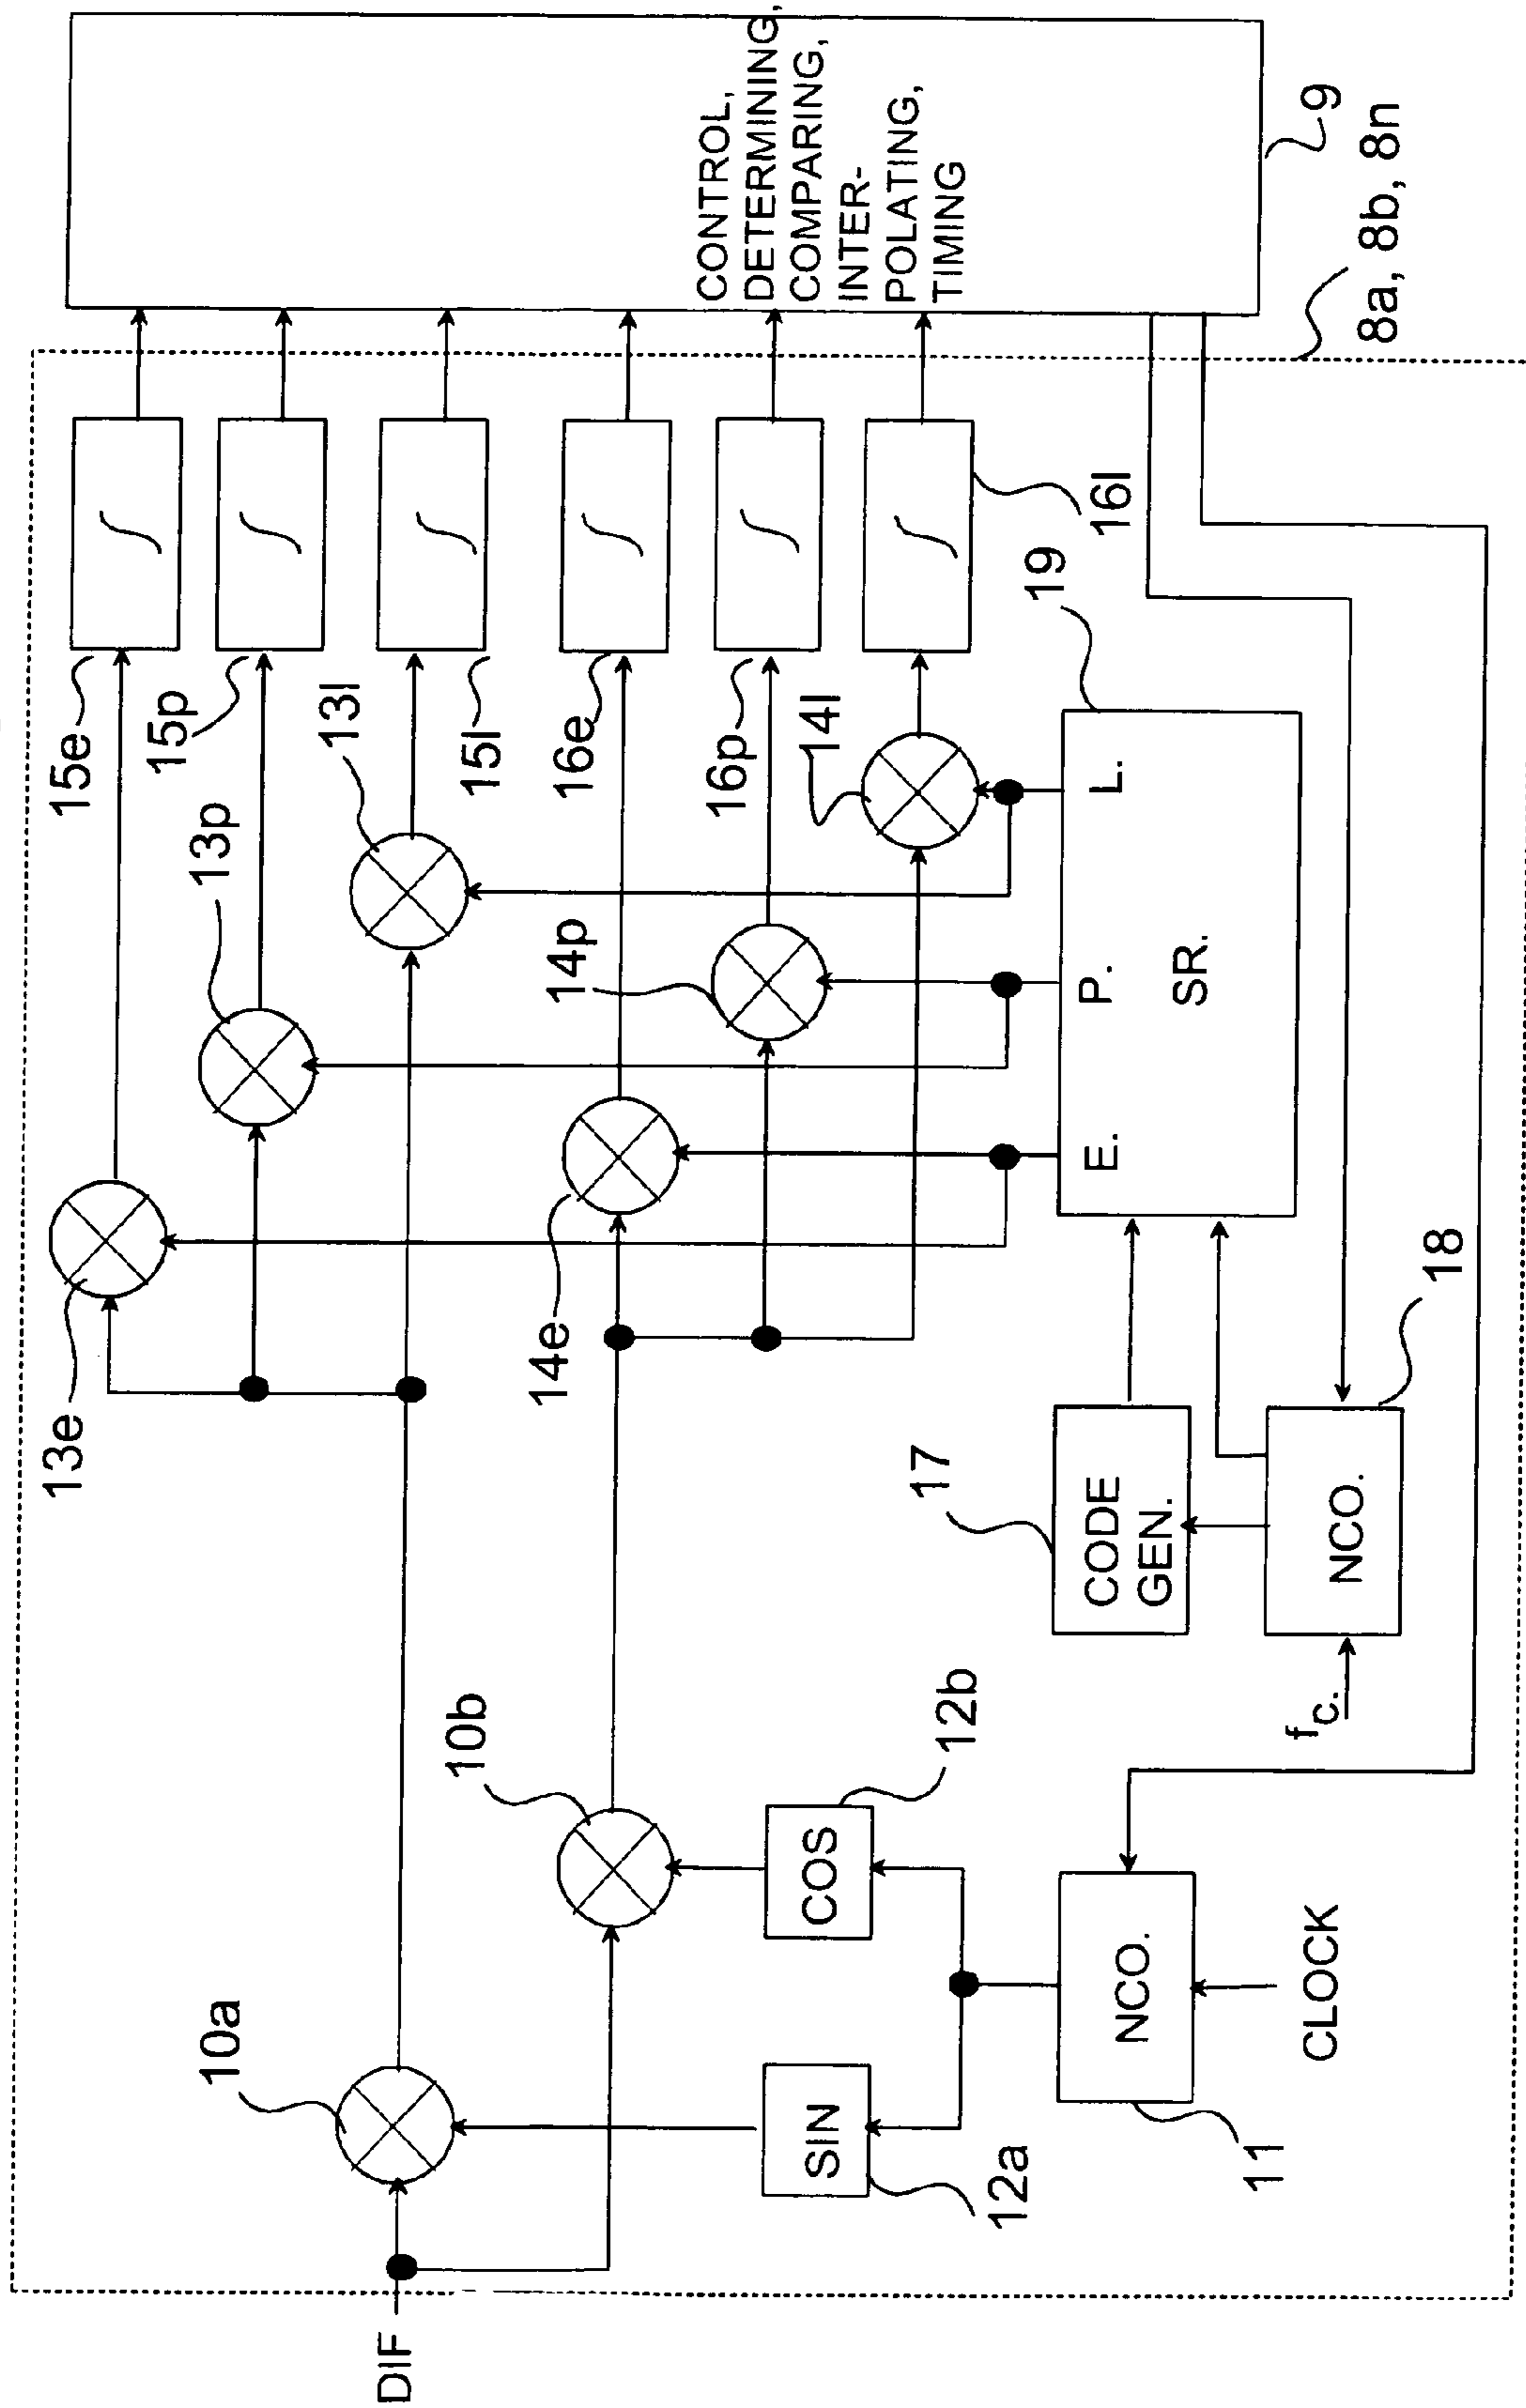 15e
15p
13l
13p
13e
15l
16e
16p
14l
14p
14e
16l
19
CONTROL,
DETERMINING,
COMPARING,
INTER-
POLATING,
TIMING
9
8a, 8b, 8n
E. P. L.
SR.
17
CODE
GEN.
18
NCO.
fc.
10a
10b
DIF
SIN
COS
12a
12b
NCO.
11
CLOCK